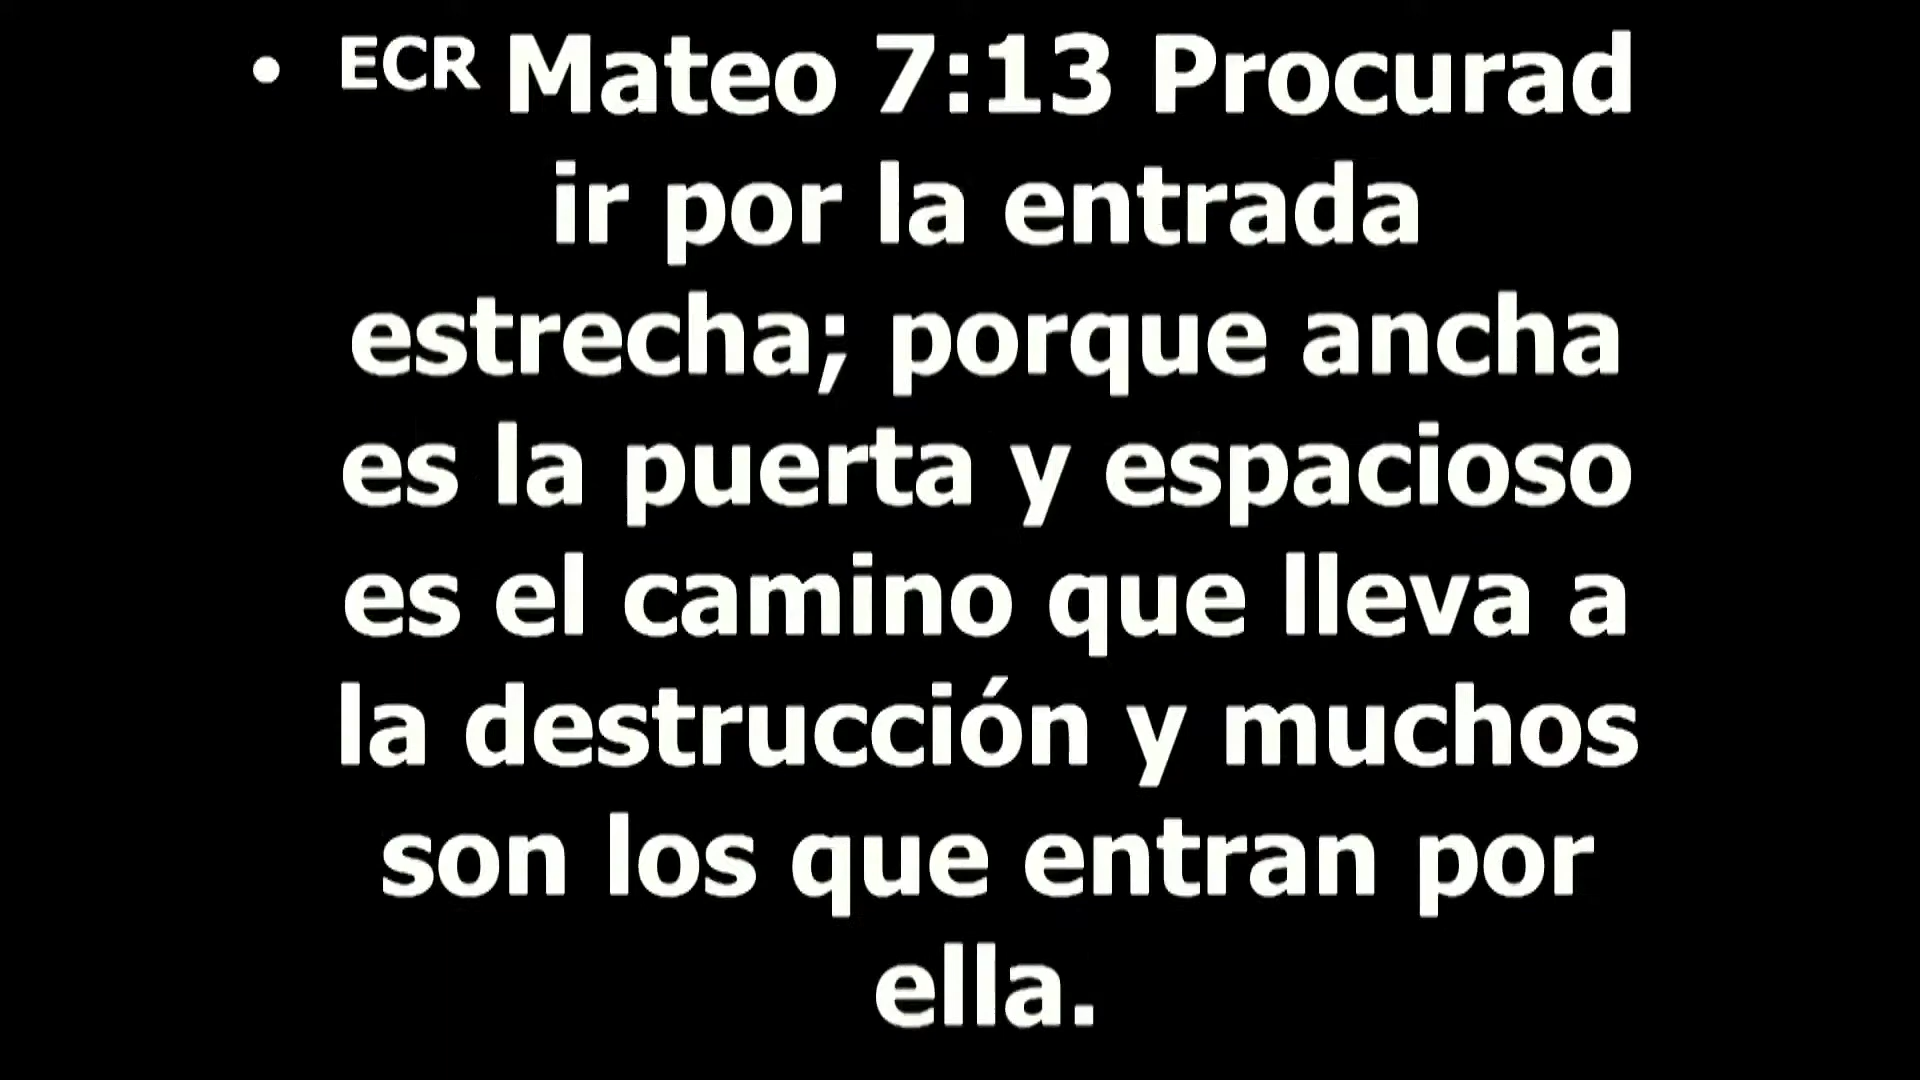 • ECR Mateo 7:13 Procurad
ir por la entrada
estrecha; porque ancha
es la puerta y espacioso
es el camino que lleva a
la destrucción y muchos
son los que entran por
ella.